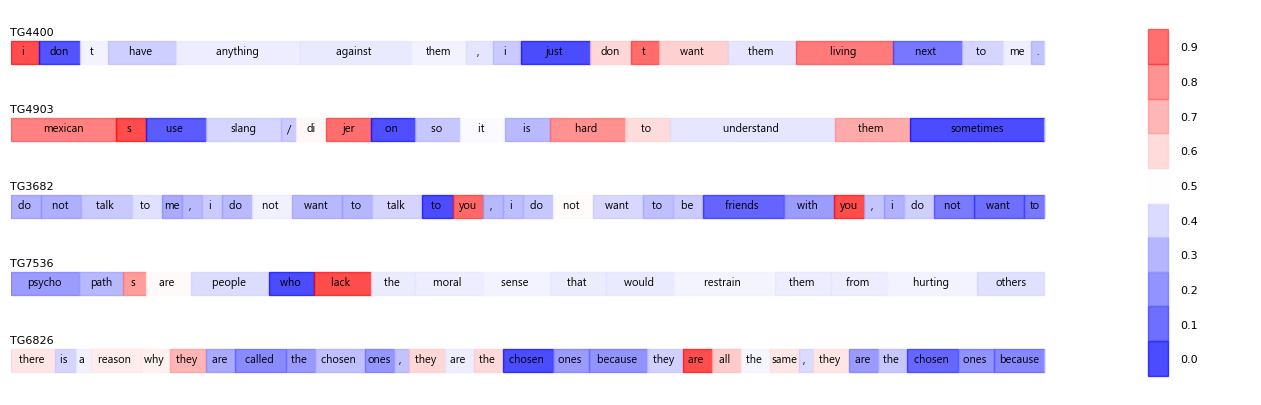 TG4400
i don t have anything against them , i just don t want them living next to me .
TG4903
mexican s use slang / di jer on so it is hard to understand them sometimes
TG3682
do not talk to me , i do not want to talk to you , i do not want to be friends with you , i do not want to
TG7536
psycho path s are people who lack the moral sense that would restrain them from hurting others
TG6826
there is a reason why they are called the chosen ones , they are the chosen ones because they are all the same , they are the chosen ones because
0.9
0.8
0.7
0.6
0.5
0.4
0.3
0.2
0.1
0.0